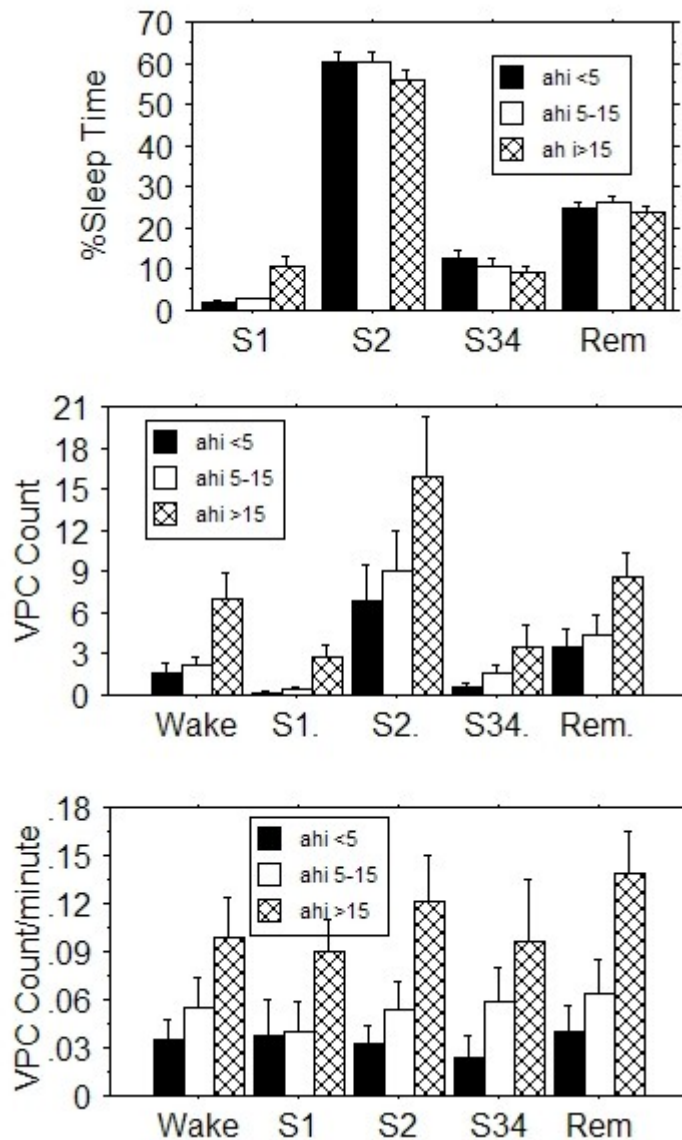 70
60
50
40
30
20
10
0
%Sleep Time
ahi <5
ahi 5-15
ah i>15
S1 S2 S34 Rem
21
18
15
12
9
6
3
0
VPC Count
ahi <5
ahi 5-15
ahi >15
Wake S1. S2. S34. Rem.
.18
.15
.12
.09
.06
.03
0
VPC Count/minute
ahi <5
ahi 5-15
ahi >15
Wake S1 S2 S34 Rem